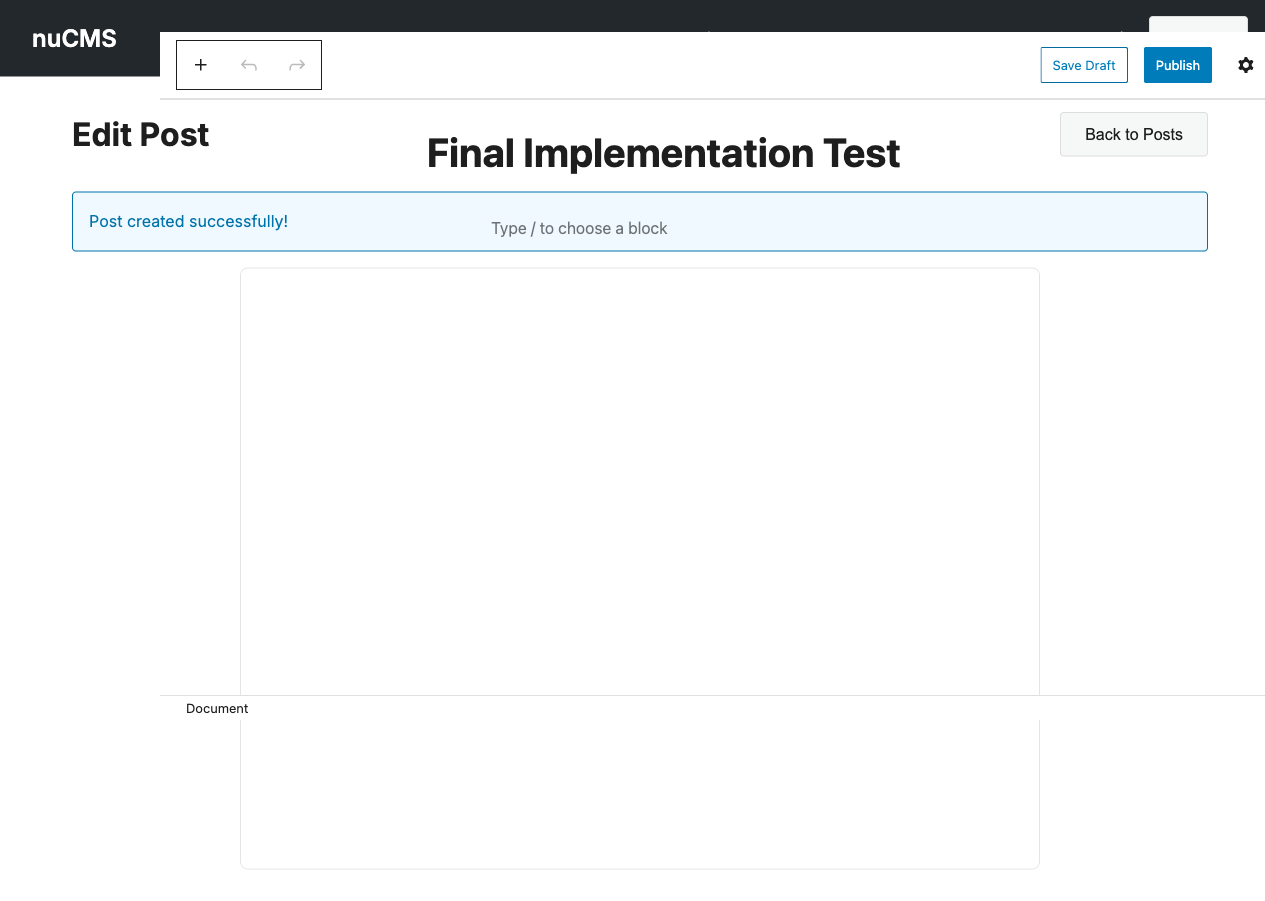 nuCMS
Save Draft
Publish
Edit Post
Final Implementation Test
Back to Posts
Post created successfully!
Type / to choose a block
Document